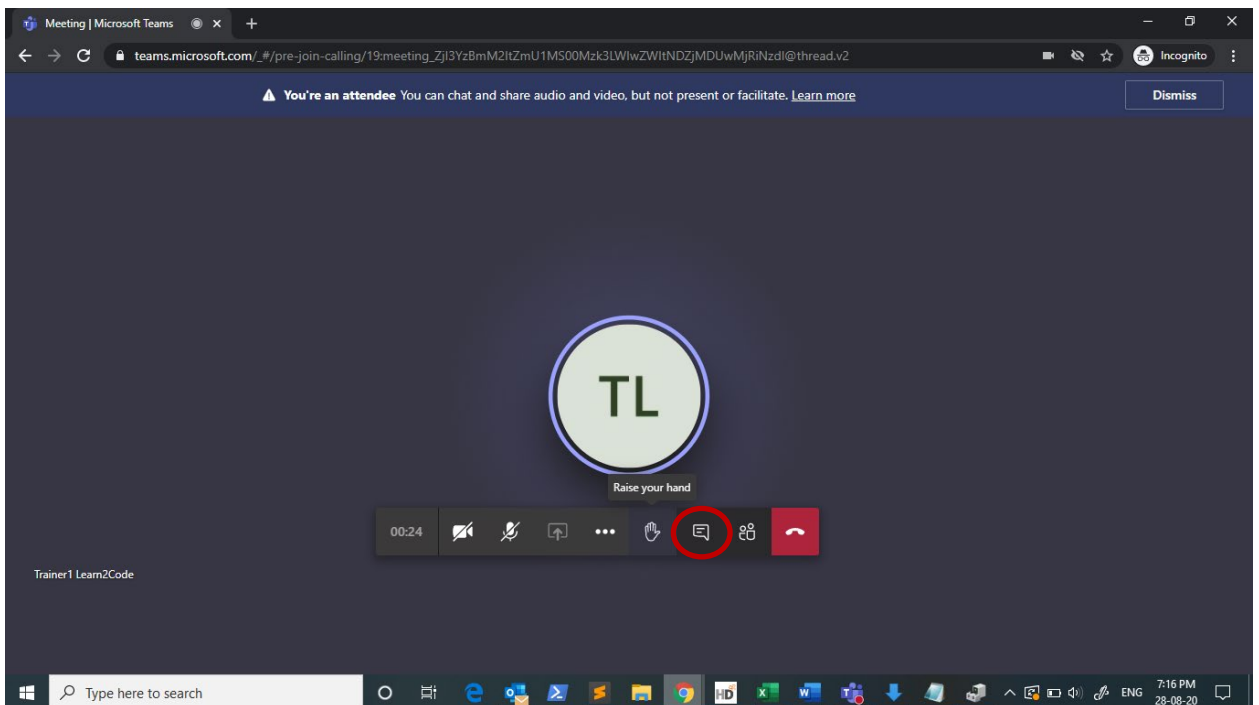 Meeting | Microsoft Teams
teams.microsoft.com/_#/pre-join-calling/19:meeting_ZjI3YzBmM2ItZmU1MS00Mzk3LWIwZWItNDZjMDUwMjRiNzdl@thread.v2
Incognito
You're an attendee You can chat and share audio and video, but not present or facilitate. Learn more
Dismiss
TL
Raise your hand
00:24
Trainer1 Learn2Code
Type here to search
HD
ENG
7:16 PM
28-08-20